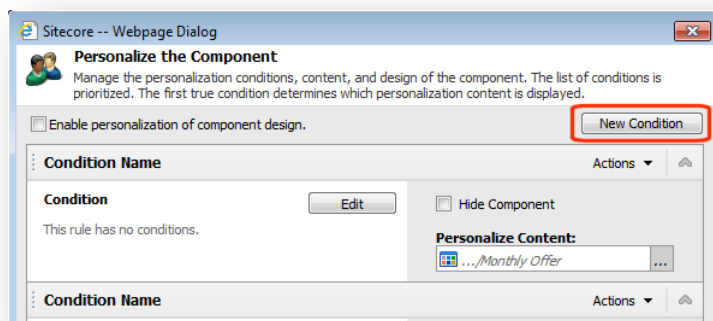 Sitecore -- Webpage Dialog
Personalize the Component
Manage the personalization conditions, content, and design of the component. The list of conditions is
prioritized. The first true condition determines which personalization content is displayed.
Enable personalization of component design.
New Condition
Condition Name
Actions
Condition
Edit
Hide Component
This rule has no conditions.
Personalize Content:
.../Monthly Offer
...
Condition Name
Actions